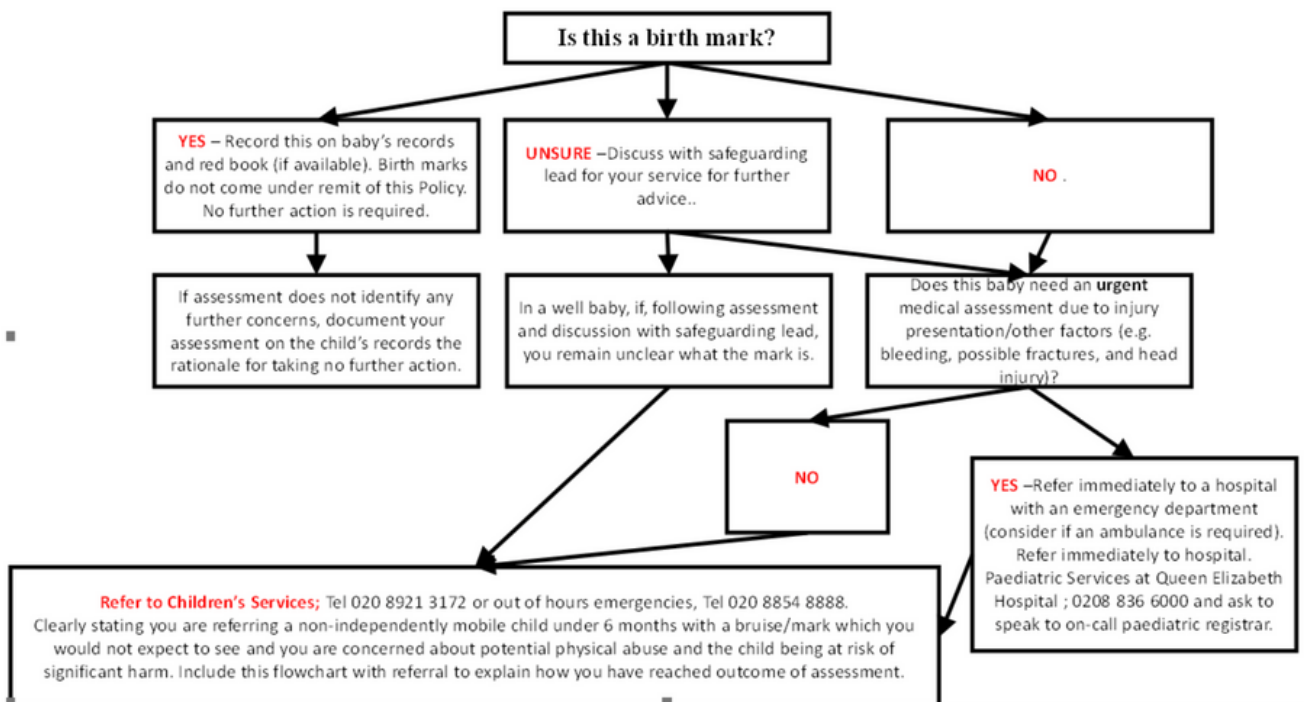 Is this a birth mark?
YES – Record this on baby's records
and red book (if available). Birth marks
do not come under remit of this Policy.
No further action is required.
UNSURE –Discuss with safeguarding
lead for your service for further
advice..
NO .
If assessment does not identify any
further concerns, document your
assessment on the child's records the
rationale for taking no further action.
In a well baby, if, following assessment
and discussion with safeguarding lead,
you remain unclear what the mark is.
Does this baby need an urgent
medical assessment due to injury
presentation/other factors (e.g.
bleeding, possible fractures, and head
injury)?
NO
YES –Refer immediately to a hospital
with an emergency department
(consider if an ambulance is required).
Refer immediately to hospital.
Paediatric Services at Queen Elizabeth
Hospital ; 0208 836 6000 and ask to
speak to on-call paediatric registrar.
Refer to Children's Services; Tel 020 8921 3172 or out of hours emergencies, Tel 020 8854 8888.
Clearly stating you are referring a non-independently mobile child under 6 months with a bruise/mark which you
would not expect to see and you are concerned about potential physical abuse and the child being at risk of
significant harm. Include this flowchart with referral to explain how you have reached outcome of assessment.